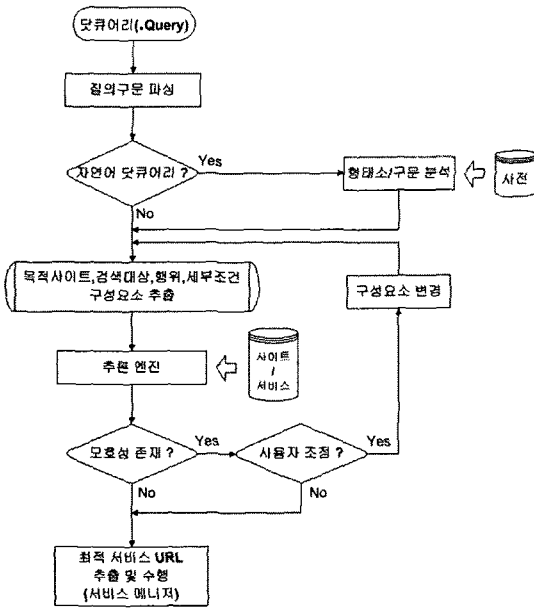 닷큐어리(.Query)
질의구문 파싱
자연어 닷큐어리 ?
Yes
형태소/구문 분석
사전
No
목적사이트,검색대상,행위,세부조건
구성요소 추출
구성요소 변경
추론 엔진
사이트
/
서비스
모호성 존재 ?
Yes
사용자 조정 ?
Yes
No
No
최적 서비스 URL
추출 및 수행
(서비스 매니저)